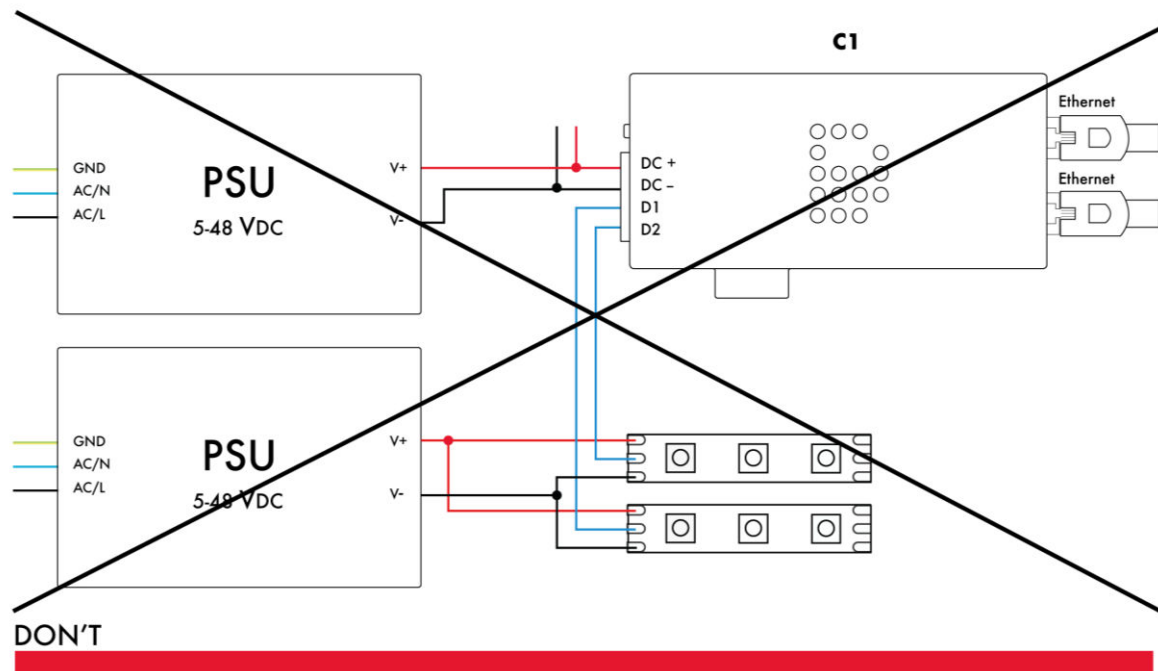 C1
Ethernet
GND
AC/N
AC/L
PSU
5-48 VDC
V+
V-
DC +
DC –
D1
D2
Ethernet
GND
AC/N
AC/L
PSU
5-48 VDC
V+
V-
DON'T